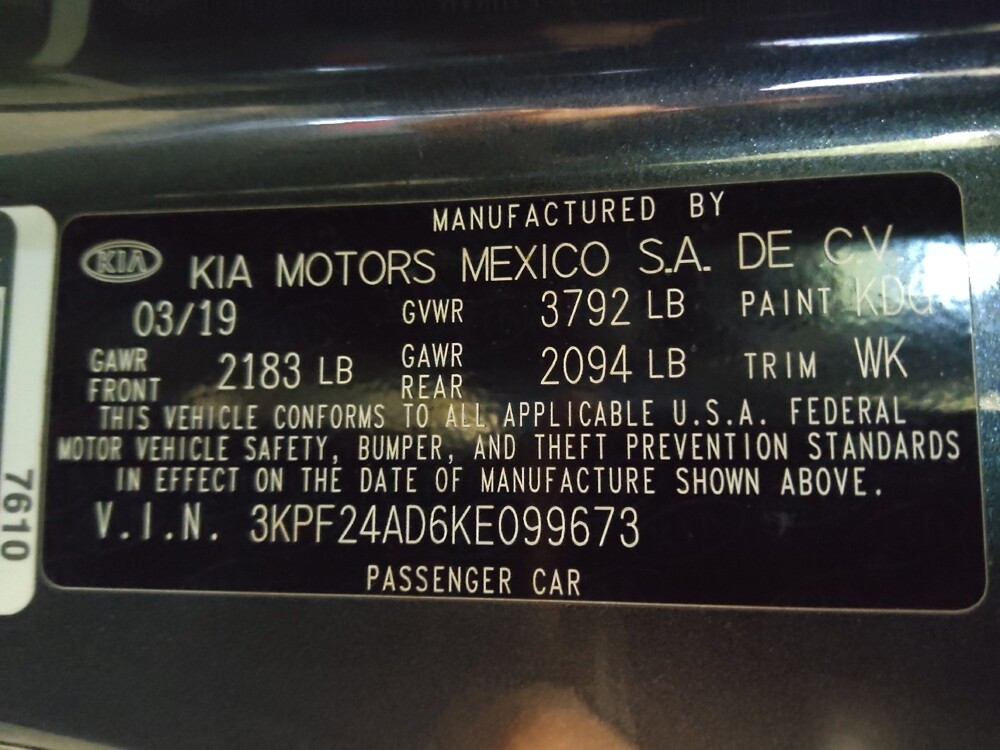 MANUFACTURED BY
KIA KIA MOTORS MEXICO S.A. DE C.V.
03/19 GVWR 3792 LB PAINT KDG
GAWR FRONT 2183 LB GAWR REAR 2094 LB TRIM WK
THIS VEHICLE CONFORMS TO ALL APPLICABLE U.S.A. FEDERAL
MOTOR VEHICLE SAFETY, BUMPER, AND THEFT PREVENTION STANDARDS
IN EFFECT ON THE DATE OF MANUFACTURE SHOWN ABOVE.
V.I.N. 3KPF24AD6KE099673
PASSENGER CAR
7610